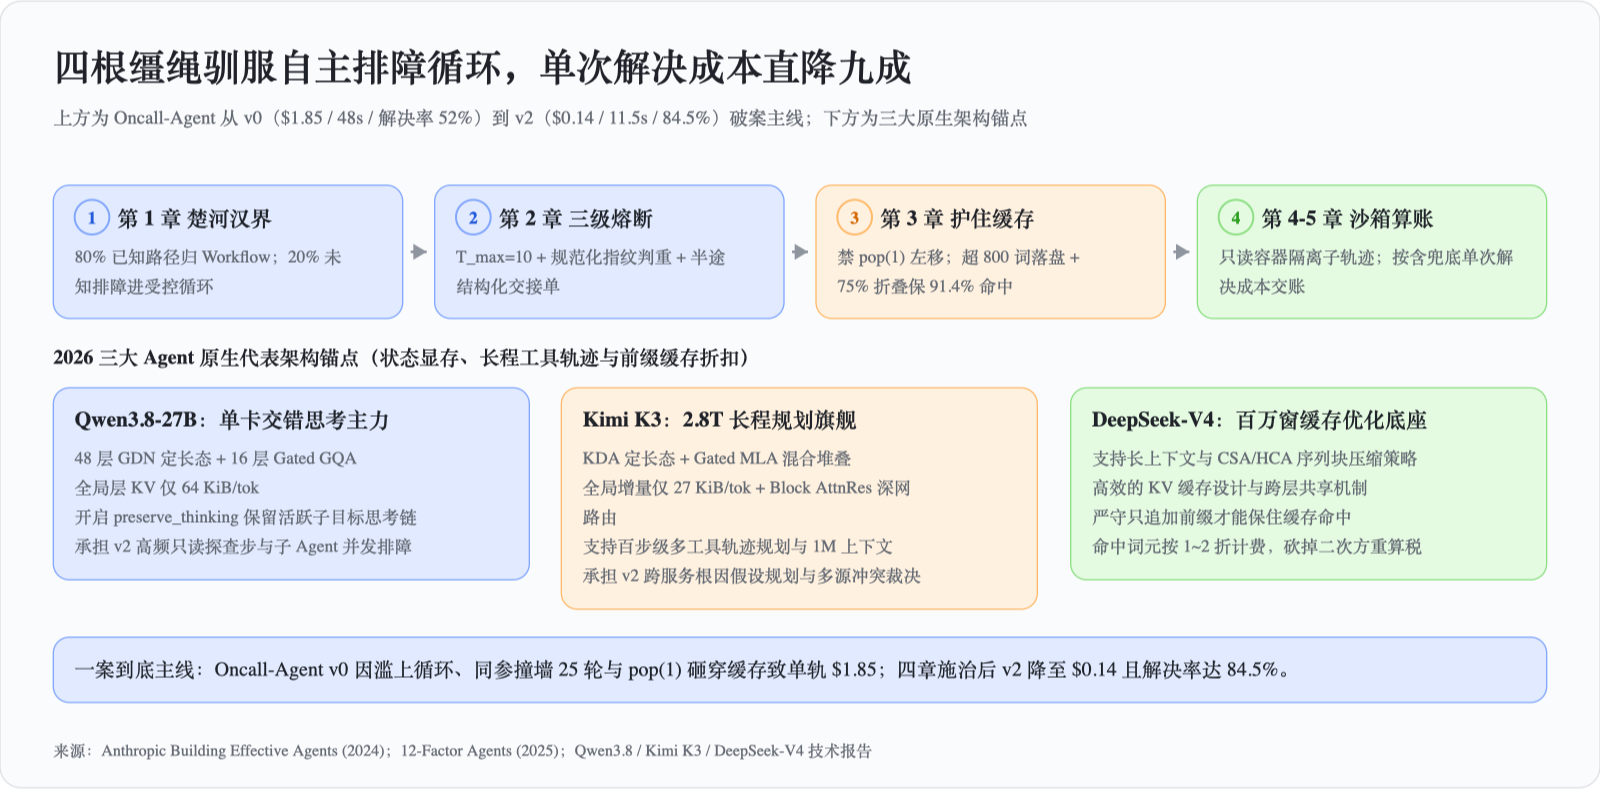 四根缰绳驯服自主排障循环，单次解决成本直降九成
上方为 Oncall-Agent 从 v0（$1.85 / 48s / 解决率 52%）到 v2（$0.14 / 11.5s / 84.5%）破案主线；下方为三大原生架构锚点
1 第 1 章 楚河汉界
80% 已知路径归 Workflow；20% 未
知排障进受控循环
2 第 2 章 三级熔断
T_max=10 + 规范化指纹判重 + 半途
结构化交接单
3 第 3 章 护住缓存
禁 pop(1) 左移；超 800 词落盘 +
75% 折叠保 91.4% 命中
4 第 4-5 章 沙箱算账
只读容器隔离子轨迹；按含兜底单次解
决成本交账
2026 三大 Agent 原生代表架构锚点（状态显存、长程工具轨迹与前缀缓存折扣）
Qwen3.8-27B：单卡交错思考主力
48 层 GDN 定长态 + 16 层 Gated GQA
全局层 KV 仅 64 KiB/tok
开启 preserve_thinking 保留活跃子目标思考链
承担 v2 高频只读探查步与子 Agent 并发排障
Kimi K3：2.8T 长程规划旗舰
KDA 定长态 + Gated MLA 混合堆叠
全局增量仅 27 KiB/tok + Block AttnRes 深网
路由
支持百步级多工具轨迹规划与 1M 上下文
承担 v2 跨服务根因假设规划与多源冲突裁决
DeepSeek-V4：百万窗缓存优化底座
支持长上下文与 CSA/HCA 序列块压缩策略
高效的 KV 缓存设计与跨层共享机制
严守只追加前缀才能保住缓存命中
命中词元按 1~2 折计费，砍掉二次方重算税
一案到底主线：Oncall-Agent v0 因滥上循环、同参撞墙 25 轮与 pop(1) 砸穿缓存致单轨 $1.85；四章施治后 v2 降至 $0.14 且解决率达 84.5%。
来源：Anthropic Building Effective Agents (2024)；12-Factor Agents (2025)；Qwen3.8 / Kimi K3 / DeepSeek-V4 技术报告